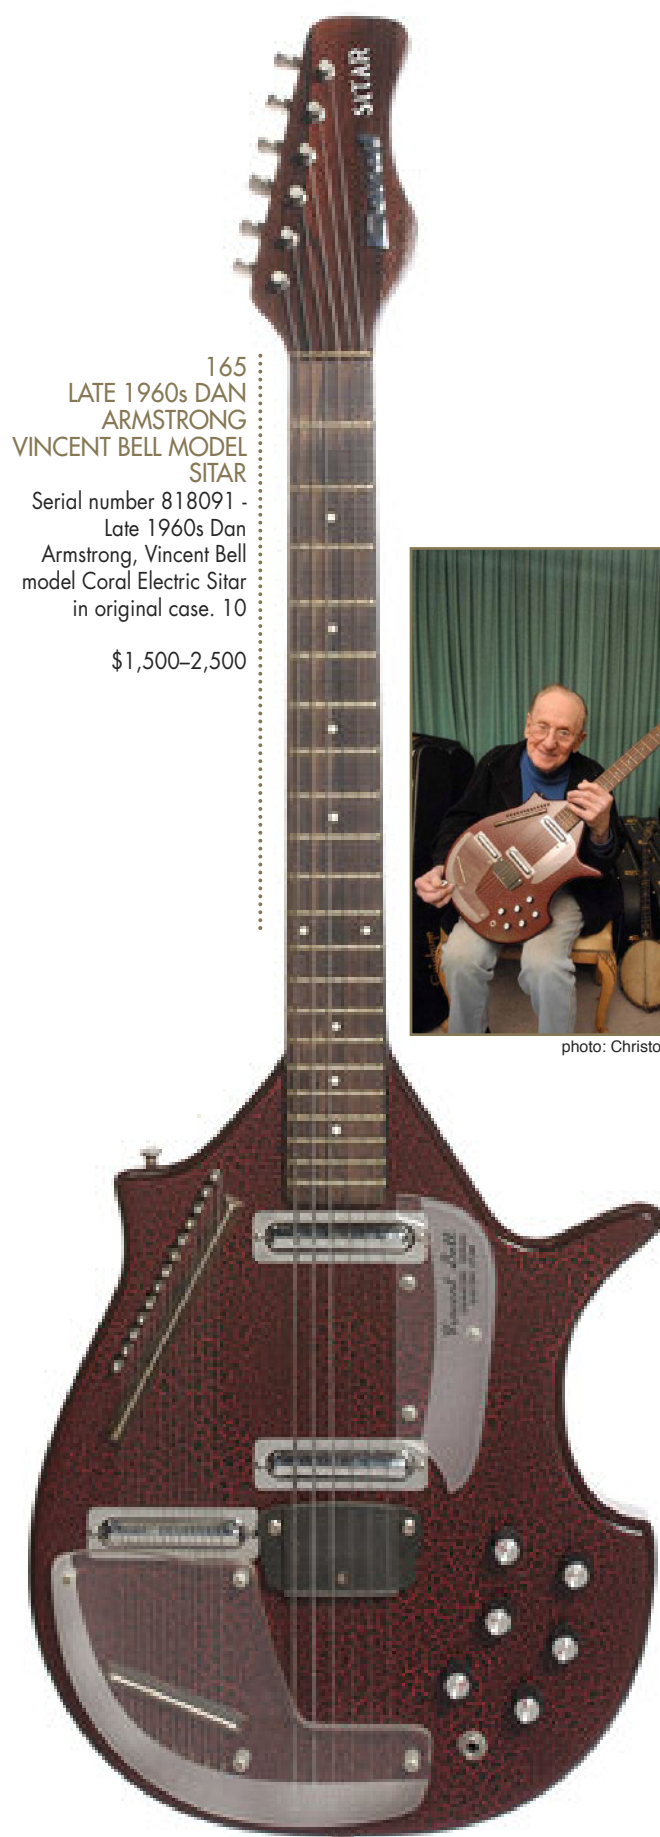 SITAR
165
LATE 1960s DAN
ARMSTRONG
VINCENT BELL MODEL
SITAR
Serial number 818091 -
Late 1960s Dan
Armstrong, Vincent Bell
model Coral Electric Sitar
in original case. 10
$1,500–2,500
photo: Christo
Vincent Bell